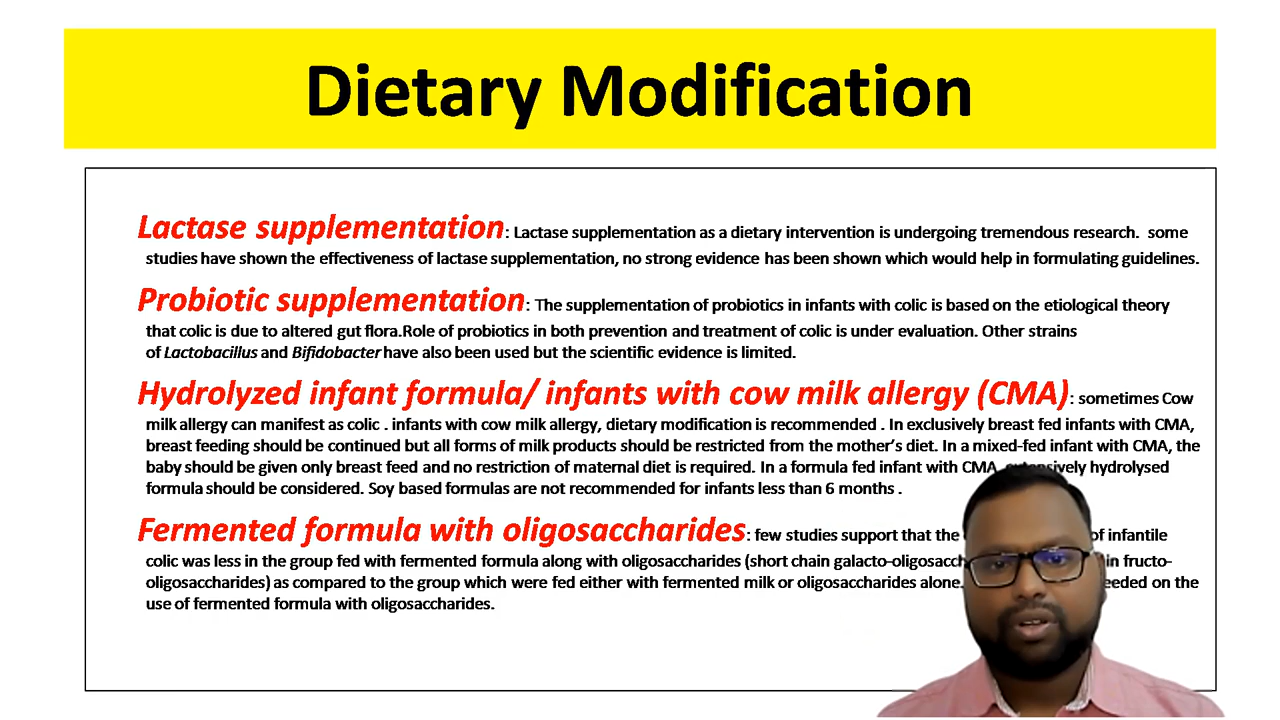 Dietary Modification
Lactase supplementation: Lactase supplementation as a dietary intervention is undergoing tremendous research. some
studies have shown the effectiveness of lactase supplementation, no strong evidence has been shown which would help in formulating guidelines.
Probiotic supplementation: The supplementation of probiotics in infants with colic is based on the etiological theory
that colic is due to altered gut flora.Role of probiotics in both prevention and treatment of colic is under evaluation. Other strains
of Lactobacillus and Bifidobacter have also been used but the scientific evidence is limited.
Hydrolyzed infant formula/ infants with cow milk allergy (CMA): sometimes Cow
milk allergy can manifest as colic . infants with cow milk allergy, dietary modification is recommended . In exclusively breast fed infants with CMA,
breast feeding should be continued but all forms of milk products should be restricted from the mother's diet. In a mixed-fed infant with CMA, the
baby should be given only breast feed and no restriction of maternal diet is required. In a formula fed infant with CMA, extensively hydrolysed
formula should be considered. Soy based formulas are not recommended for infants less than 6 months .
Fermented formula with oligosaccharides: few studies support that the of infantile
colic was less in the group fed with fermented formula along with oligosaccharides (short chain galacto-fructo-
oligosaccharides) as compared to the group which were fed either with fermented milk or oligosaccharides alone. on the
use of fermented formula with oligosaccharides.